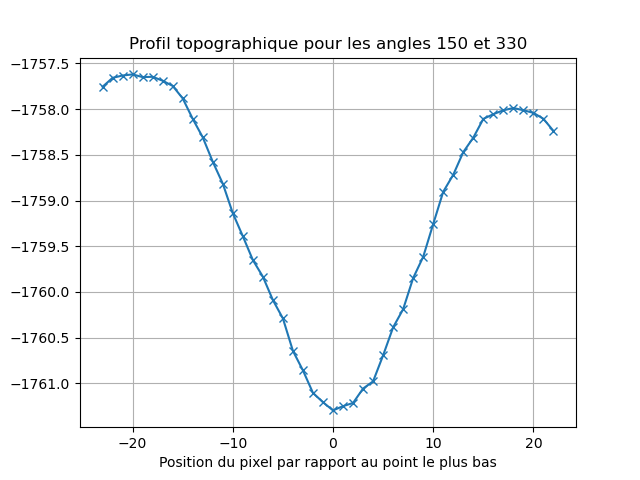 Profil topographique pour les angles 150 et 330
−1757.5
−1758.0
−1758.5
−1759.0
−1759.5
−1760.0
−1760.5
−1761.0
−20 −10 0 10 20
Position du pixel par rapport au point le plus bas